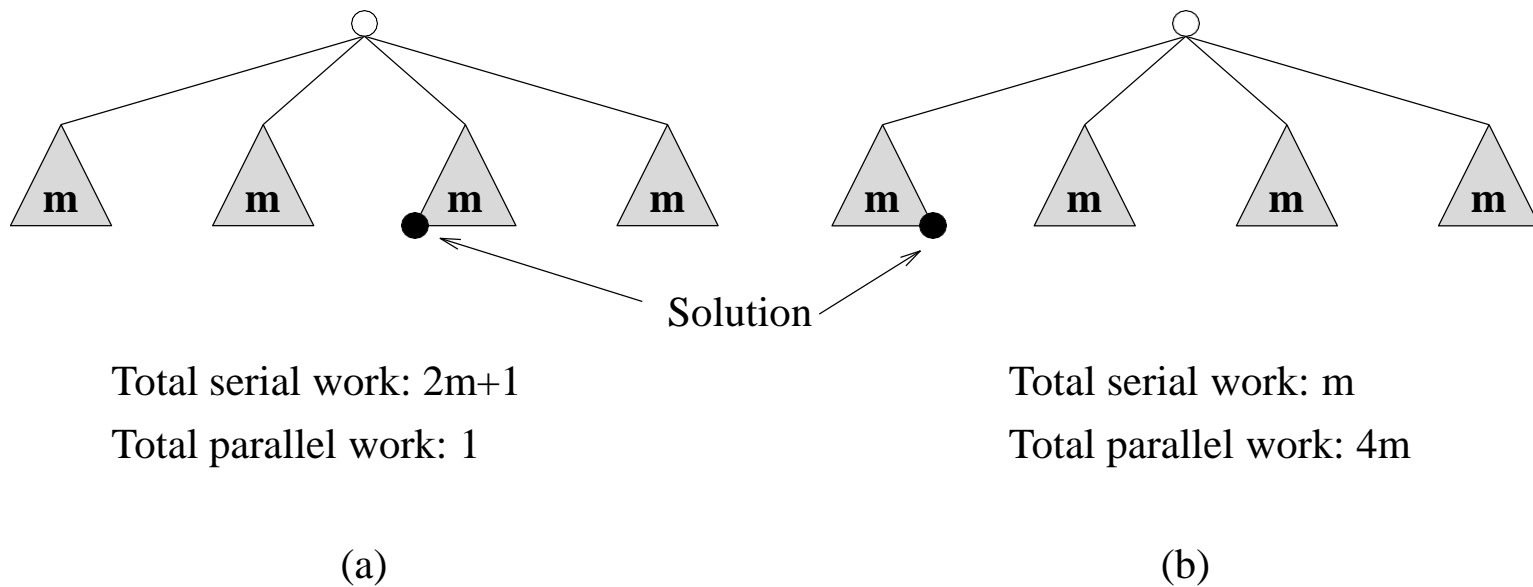 m m m m m m m m
Solution
Total serial work: 2m+1 Total serial work: m
Total parallel work: 1 Total parallel work: 4m
(a) (b)